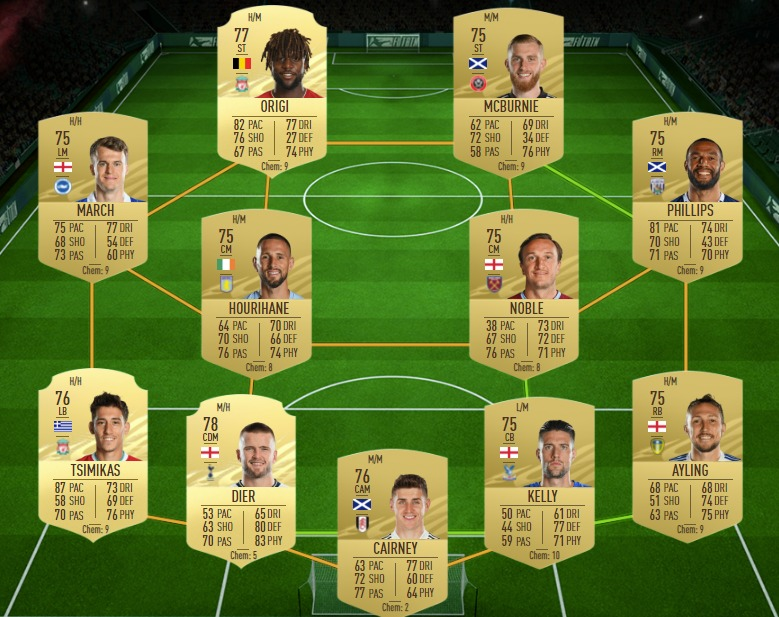 H/M
77
ST
ORIGI
82 PAC 77 DRI
76 SHO 27 DEF
67 PAS 74 PHY
Chem: 9
M/M
75
ST
MCBURNIE
62 PAC 69 DRI
72 SHO 34 DEF
58 PAS 76 PHY
Chem: 9
H/H
75
LM
MARCH
75 PAC 77 DRI
68 SHO 54 DEF
73 PAS 60 PHY
Chem: 9
H/M
75
RM
PHILLIPS
81 PAC 74 DRI
70 SHO 43 DEF
71 PAS 70 PHY
Chem: 9
H/M
75
CM
HOURIHANE
64 PAC 70 DRI
70 SHO 66 DEF
76 PAS 74 PHY
Chem: 8
H/H
75
CM
NOBLE
38 PAC 73 DRI
67 SHO 72 DEF
76 PAS 71 PHY
Chem: 8
H/H
76
LB
TSIMIKAS
87 PAC 73 DRI
58 SHO 69 DEF
70 PAS 76 PHY
Chem: 9
M/H
78
CDM
DIER
53 PAC 65 DRI
63 SHO 80 DEF
70 PAS 83 PHY
Chem: 5
M/M
76
CAM
CAIRNEY
63 PAC 77 DRI
72 SHO 60 DEF
77 PAS 64 PHY
Chem: 2
L/M
75
CB
KELLY
50 PAC 61 DRI
44 SHO 77 DEF
59 PAS 71 PHY
Chem: 10
H/M
75
RB
AYLING
68 PAC 68 DRI
51 SHO 74 DEF
63 PAS 75 PHY
Chem: 9